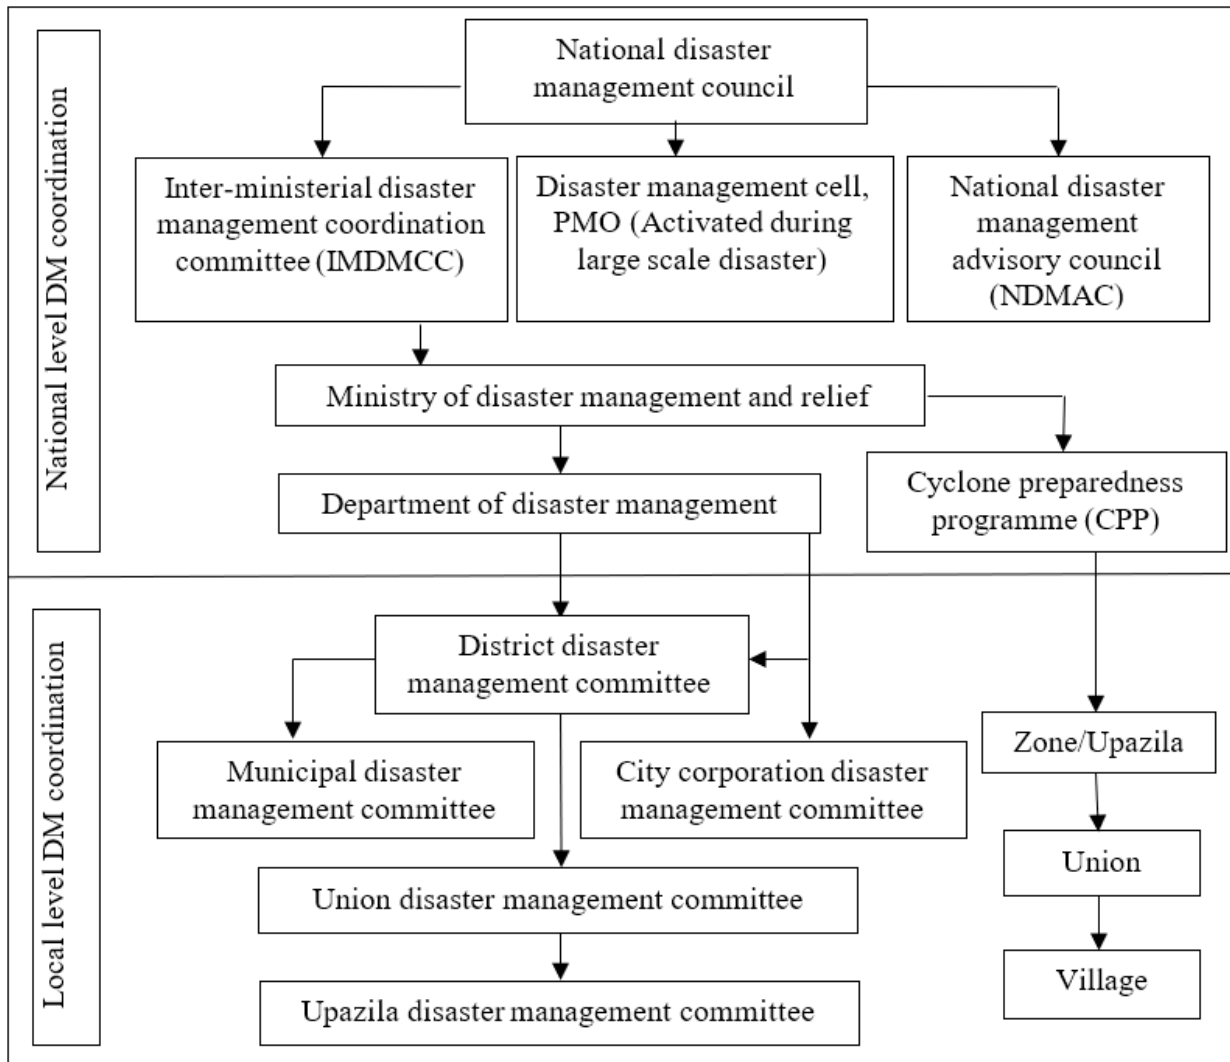 National level DM coordination
National disaster
management council
Inter-ministerial disaster
management coordination
committee (IMDMCC)
Disaster management cell,
PMO (Activated during
large scale disaster)
National disaster
management
advisory council
(NDMAC)
Ministry of disaster management and relief
Department of disaster management
Cyclone preparedness
programme (CPP)
Local level DM coordination
District disaster
management committee
Municipal disaster
management committee
City corporation disaster
management committee
Zone/Upazila
Union disaster management committee
Union
Upazila disaster management committee
Village